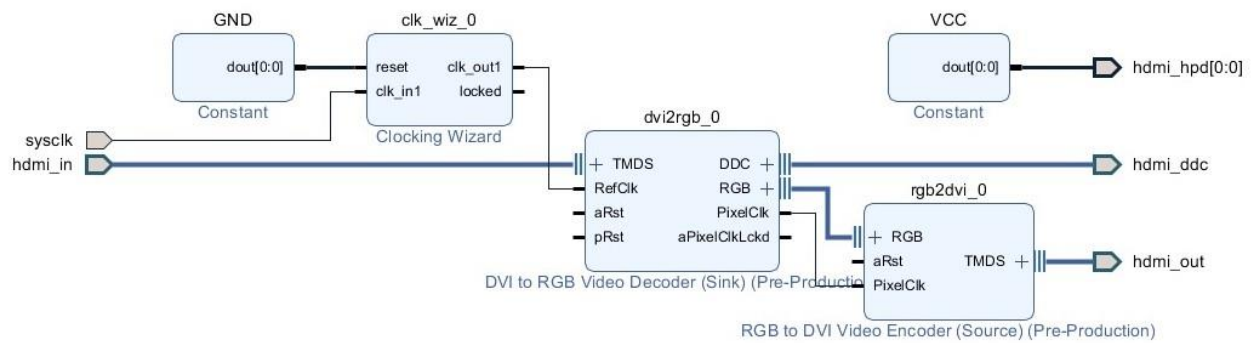 GND
dout[0:0]
Constant
clk_wiz_0
reset
clk_in1
clk_out1
locked
Clocking Wizard
VCC
dout[0:0]
Constant
hdmi_hpd[0:0]
sysclk
hdmi_in
dvi2rgb_0
TMDS
RefClk
aRst
pRst
DDC
RGB
PixelClk
aPixelClkLckd
DVI to RGB Video Decoder (Sink) (Pre-Productio
hdmi_ddc
rgb2dvi_0
RGB
aRst
PixelClk
TMDS
RGB to DVI Video Encoder (Source) (Pre-Production)
hdmi_out